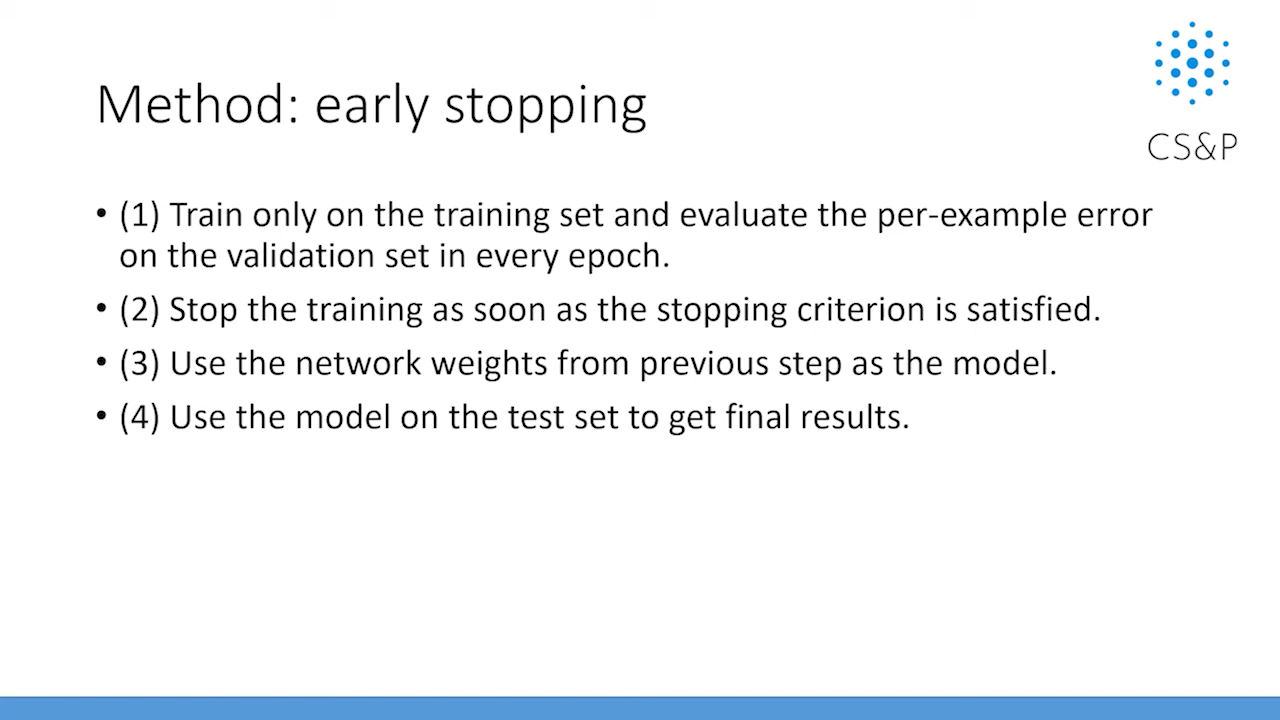 CS&P
Method: early stopping
• (1) Train only on the training set and evaluate the per-example error
on the validation set in every epoch.
• (2) Stop the training as soon as the stopping criterion is satisfied.
• (3) Use the network weights from previous step as the model.
• (4) Use the model on the test set to get final results.